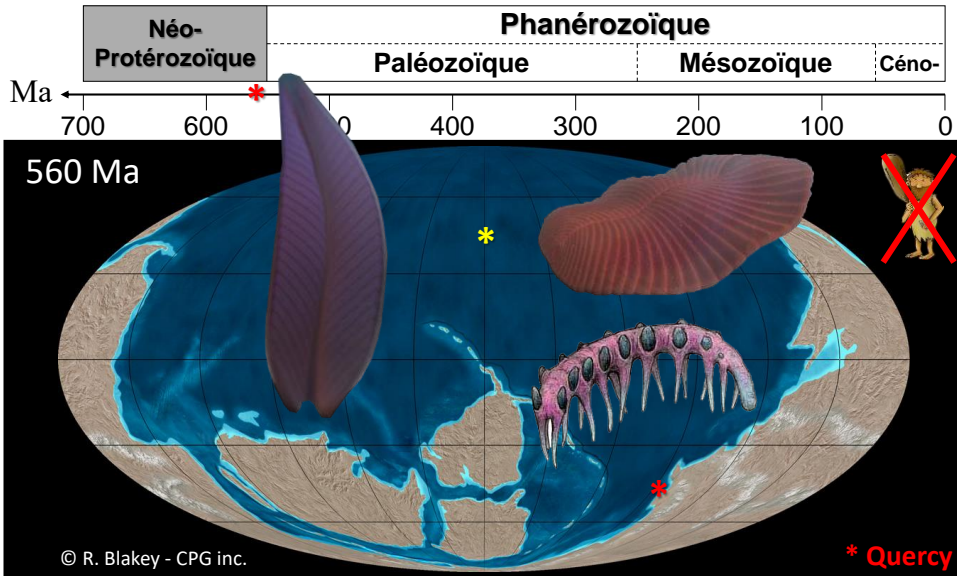 Néo-
Protérozoïque
Phanérozoïque
Paléozoïque
Mésozoïque
Céno-
Ma
700 600 00 400 300 200 100 0
560 Ma
*
*
*
© R. Blakey - CPG inc.
* Quercy